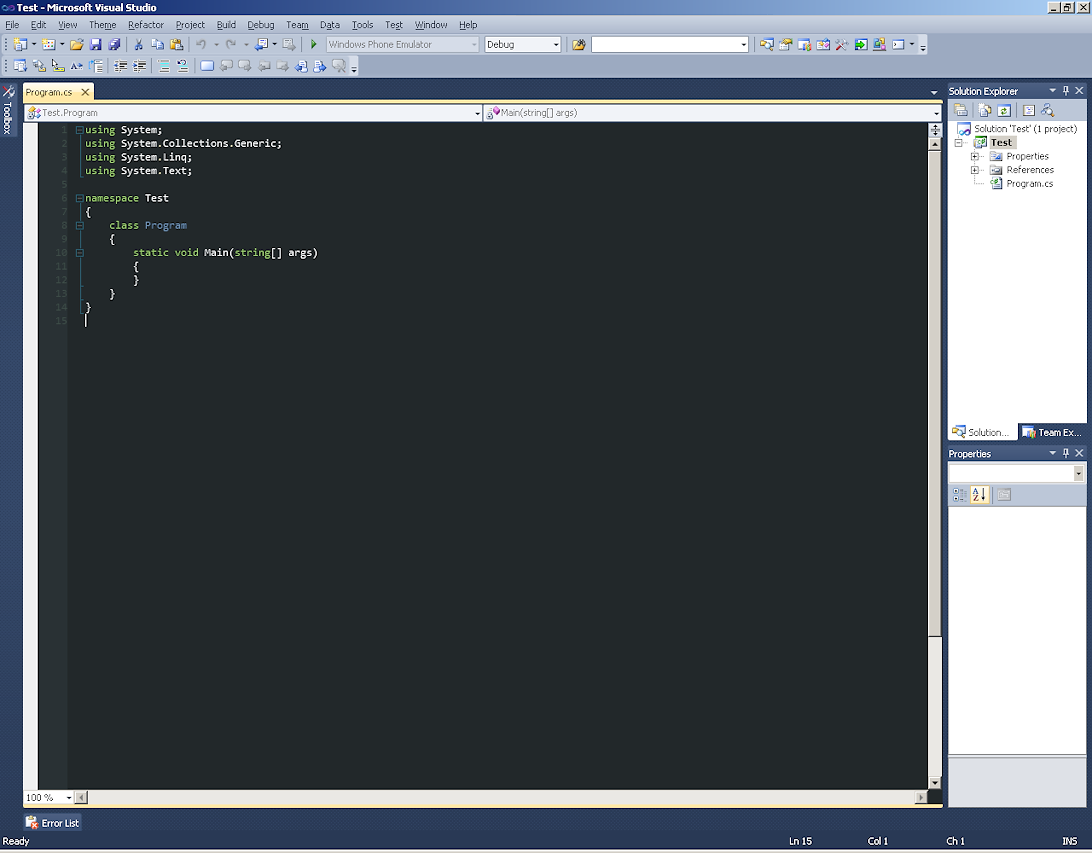 Test - Microsoft Visual Studio
File Edit View Theme Refactor Project Build Debug Team Data Tools Test Window Help
Windows Phone Emulator Debug
Toolbox
Program.cs
Test.Program Main(string[] args)
1 using System;
2 using System.Collections.Generic;
3 using System.Linq;
4 using System.Text;
5
6 namespace Test
7 {
8 class Program
9 {
10 static void Main(string[] args)
11 {
12 }
13 }
14 }
15
100 %
Solution Explorer
Solution 'Test' (1 project)
Test
Properties
References
Program.cs
Solution... Team Ex...
Properties
Error List
Ready Ln 15 Col 1 Ch 1 INS